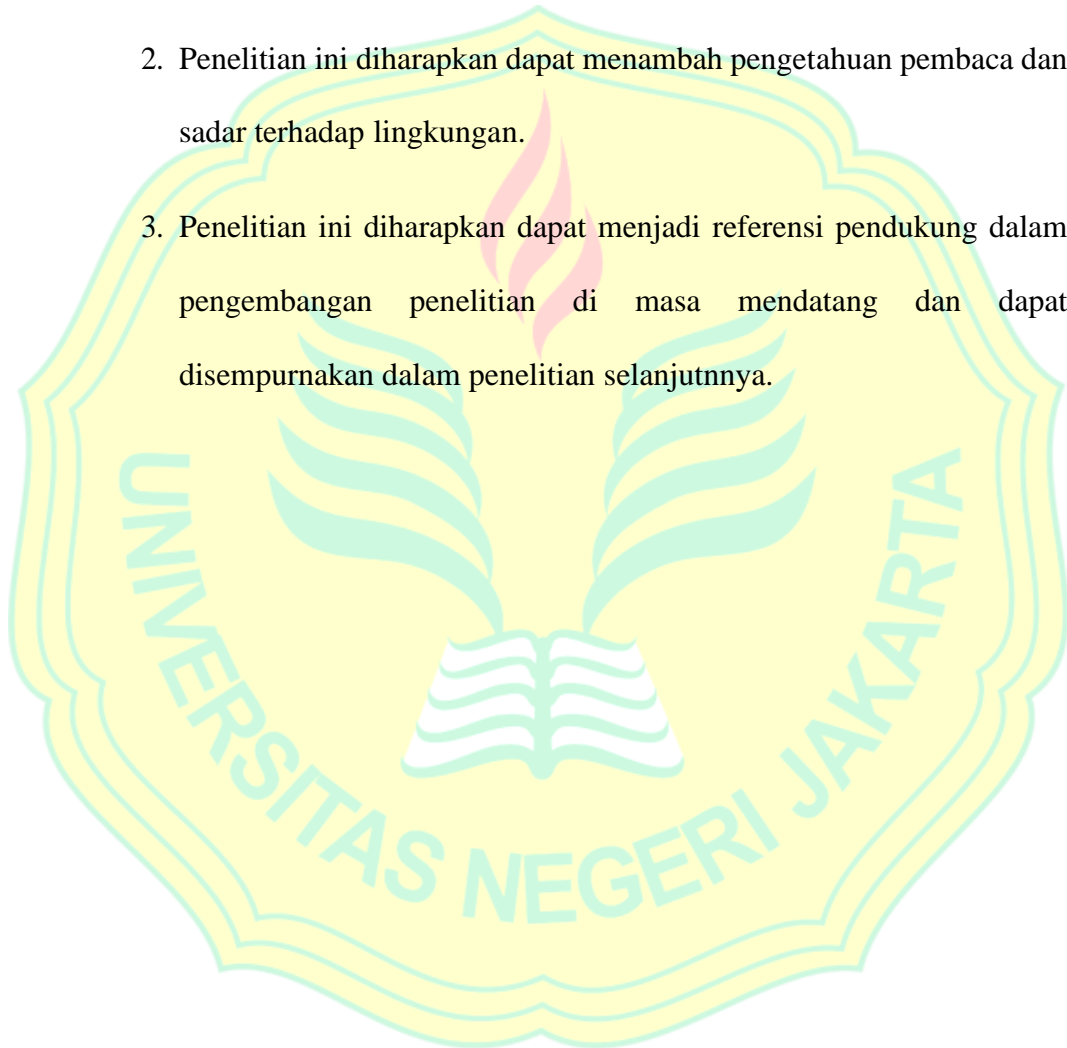 2. Penelitian ini diharapkan dapat menambah pengetahuan pembaca dan
sadar terhadap lingkungan.
3. Penelitian ini diharapkan dapat menjadi referensi pendukung dalam
pengembangan penelitian di masa mendatang dan dapat
disempurnakan dalam penelitian selanjutnnya.
UNIVERSITAS NEGERI JAKARTA